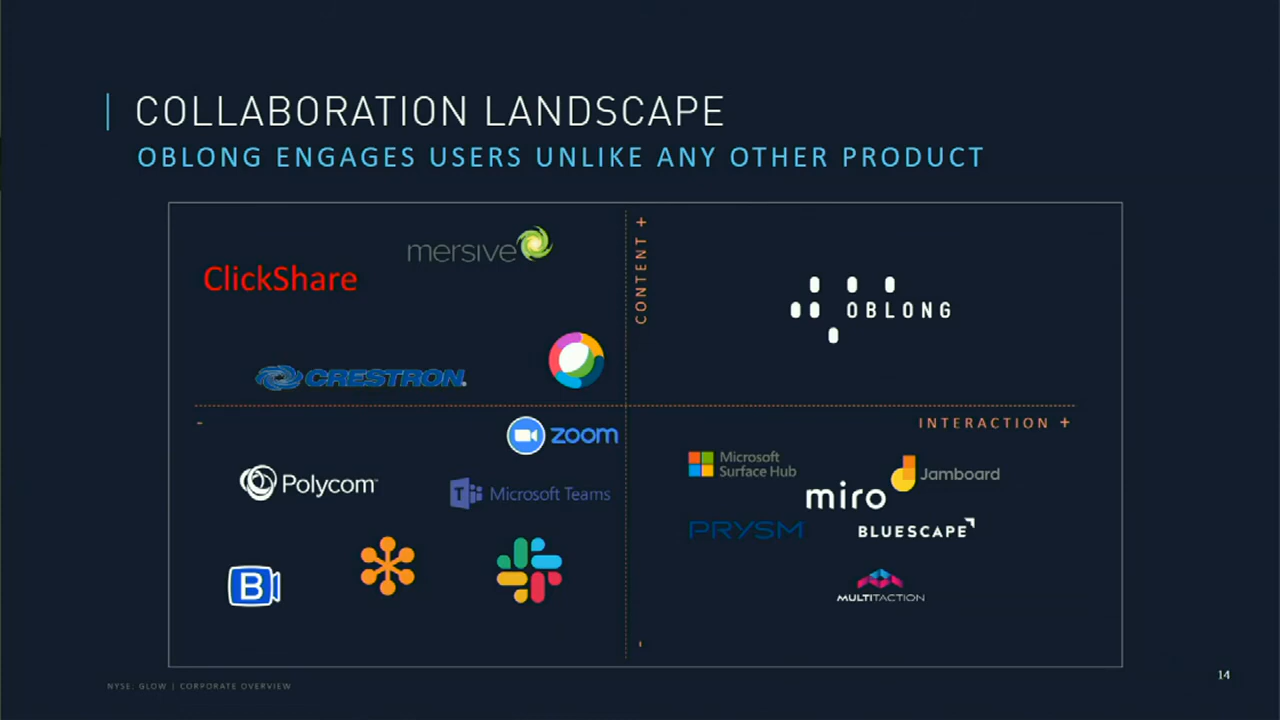 COLLABORATION LANDSCAPE
OBLONG ENGAGES USERS UNLIKE ANY OTHER PRODUCT
CONTENT +
mersive
ClickShare
OBLONG
CRESTRON®
-
INTERACTION +
zoom
Microsoft
Surface Hub
Jamboard
Polycom
T Microsoft Teams
miro
PRYSM
BLUESCAPE
B
MULTITACTION
-
NYSE: GLOW | CORPORATE OVERVIEW
14